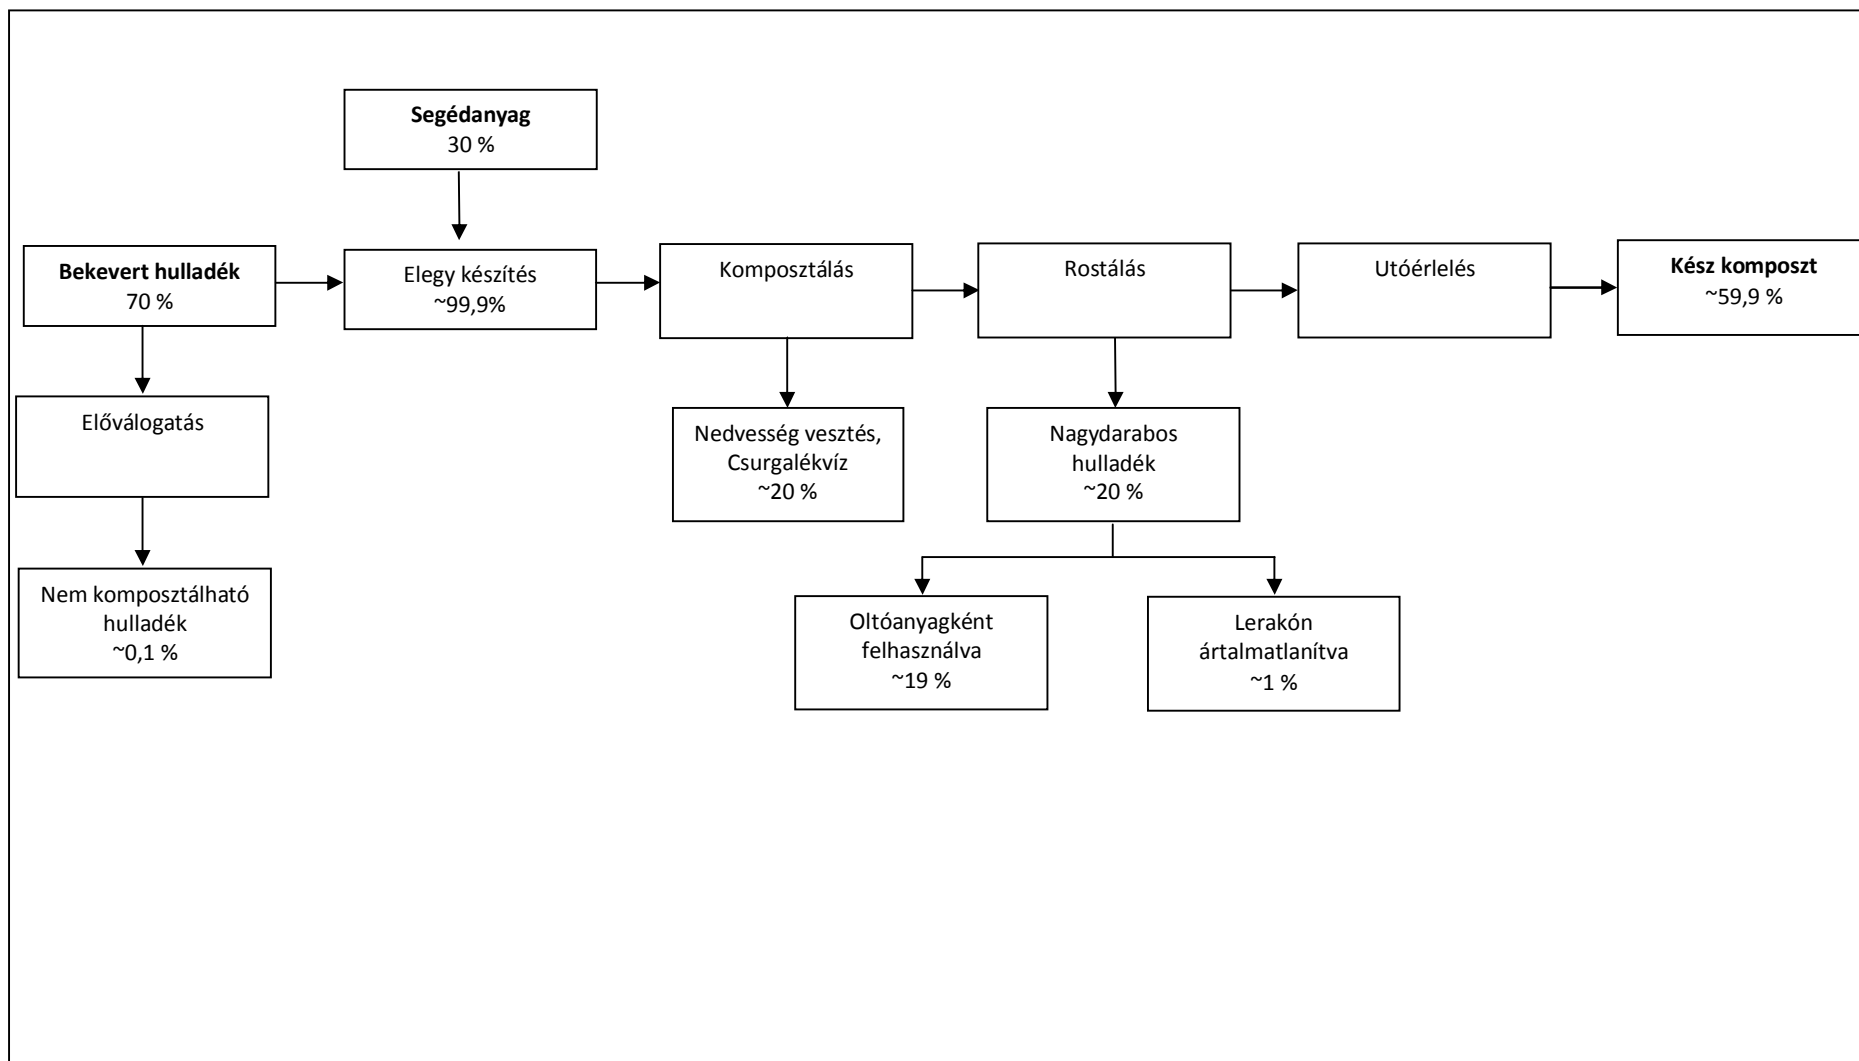 Segédanyag
30 %
Bekevert hulladék
70 %
Elegy készítés
~99,9%
Komposztálás
Rostálás
Utóérlelés
Kész komposzt
~59,9 %
Előválogatás
Nedvesség vesztés,
Csurgalékvíz
~20 %
Nagydarabos
hulladék
~20 %
Nem komposztálható
hulladék
~0,1 %
Oltóanyagként
felhasználva
~19 %
Lerakón
ártalmatlanítva
~1 %